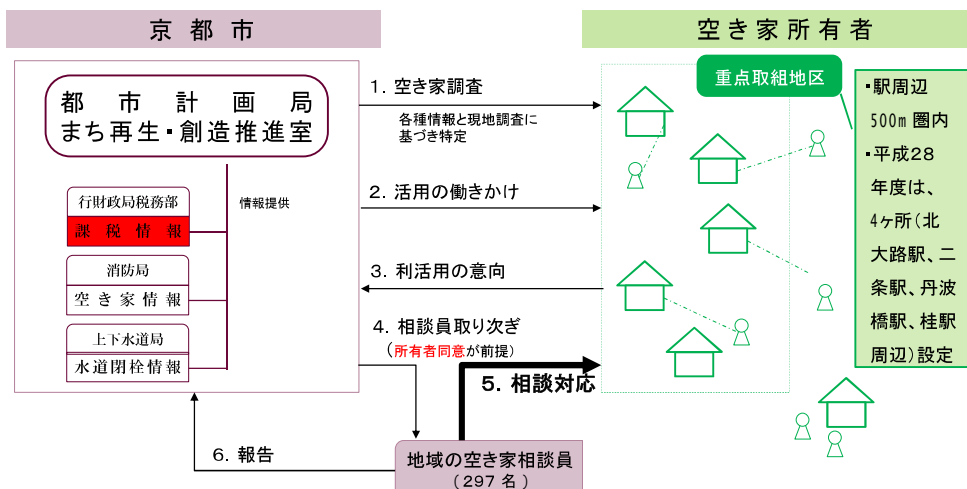 京都市
空き家所有者
都市計画局
まち再生・創造推進室
行財政局税務部
課税情報
消防局
空き家情報
上下水道局
水道閉栓情報
情報提供
1．空き家調査
各種情報と現地調査に
基づき特定
2．活用の働きかけ
3．利活用の意向
4．相談員取り次ぎ
（所有者同意が前提）
5．相談対応
6．報告
地域の空き家相談員
（297名）
重点取組地区
・駅周辺
500m圏内
・平成28
年度は、
4ヶ所（北
大路駅、二
条駅、丹波
橋駅、桂駅
周辺）設定